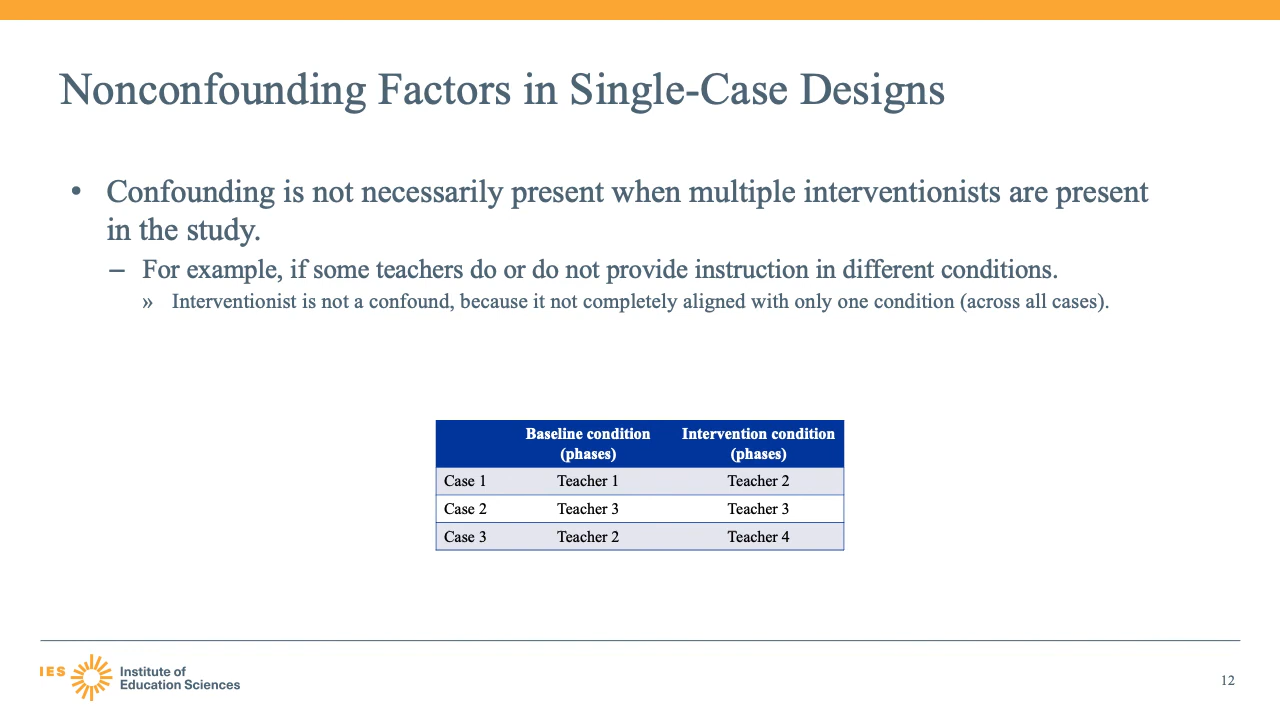 Nonconfounding Factors in Single-Case Designs
• Confounding is not necessarily present when multiple interventionists are present
in the study.
– For example, if some teachers do or do not provide instruction in different conditions.
» Interventionist is not a confound, because it not completely aligned with only one condition (across all cases).
Baseline condition Intervention condition
(phases) (phases)
Case 1 Teacher 1 Teacher 2
Case 2 Teacher 3 Teacher 3
Case 3 Teacher 2 Teacher 4
IES Institute of
Education Sciences
12